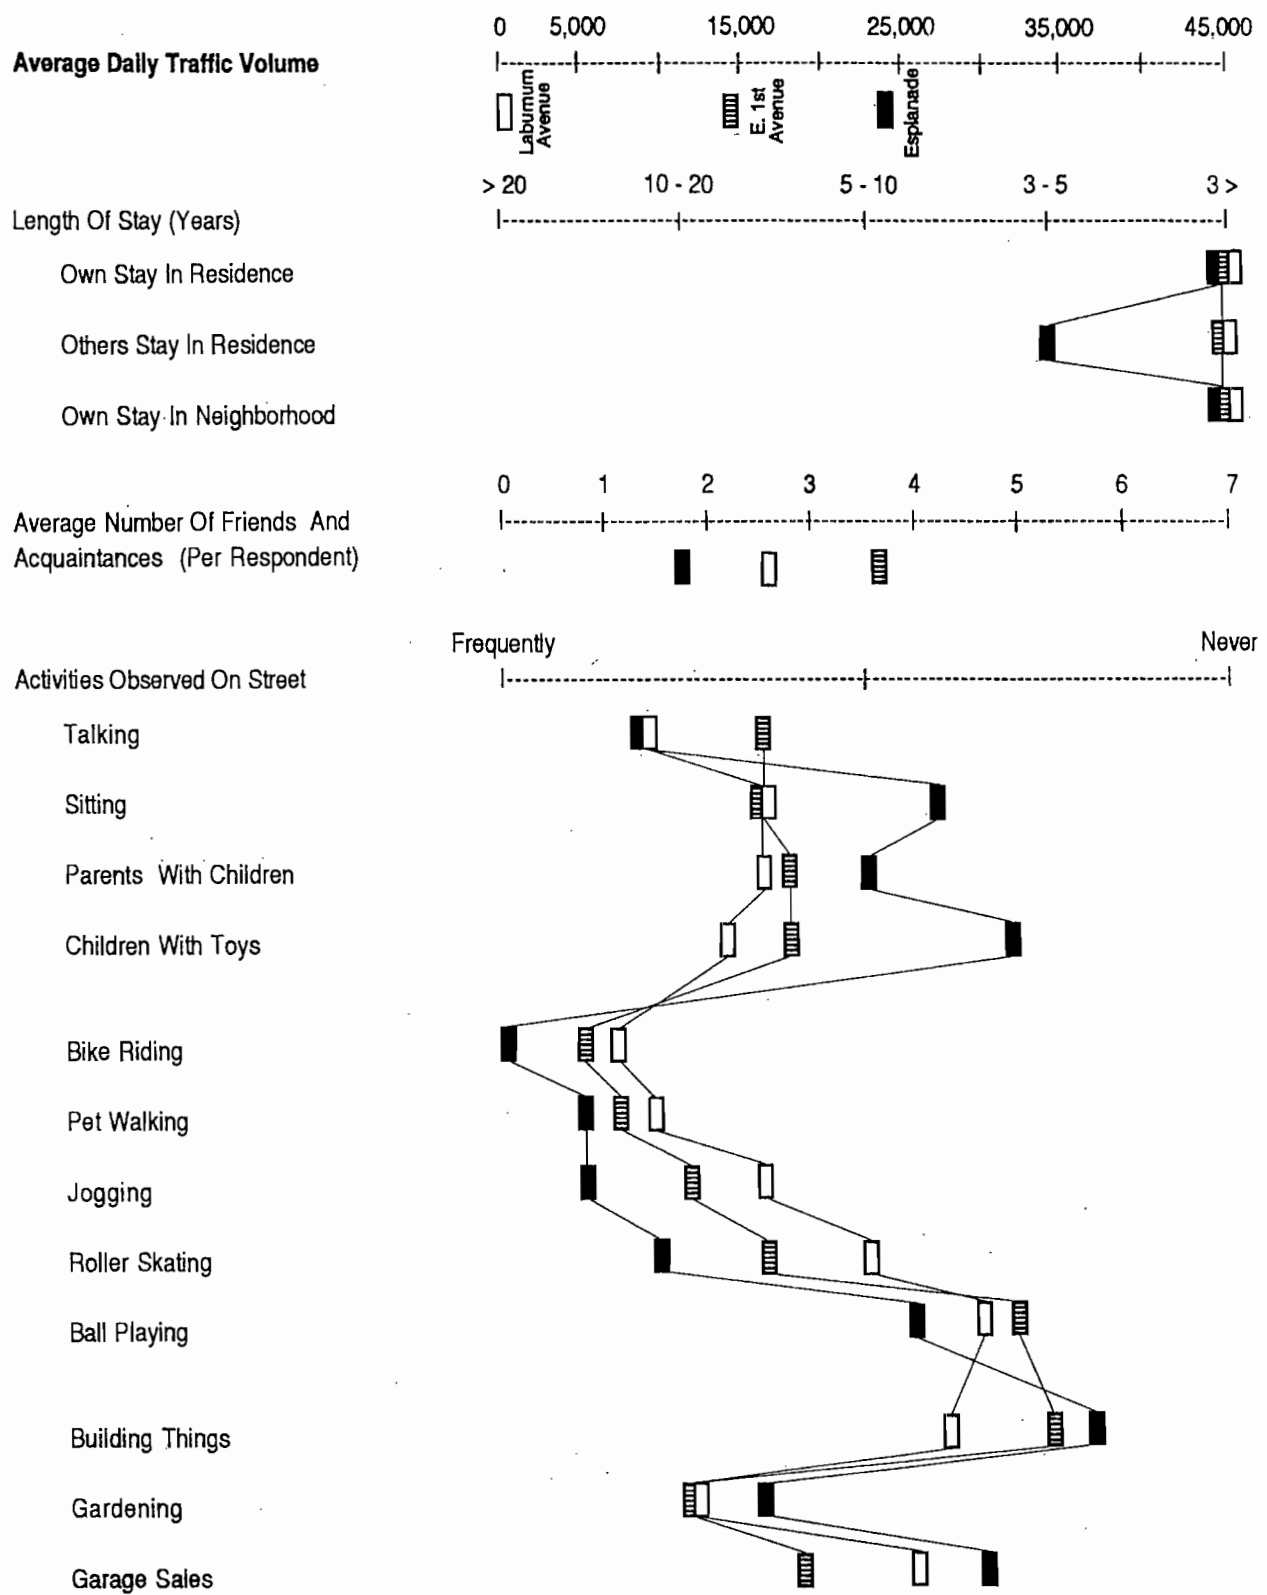 0 5,000 15,000 25,000 35,000 45,000
Average Daily Traffic Volume
Laburnum
Avenue
E. 1st
Avenue
Esplanade
> 20 10 - 20 5 - 10 3 - 5 3 >
Length Of Stay (Years)
Own Stay In Residence
Others Stay In Residence
Own Stay In Neighborhood
0 1 2 3 4 5 6 7
Average Number Of Friends And
Acquaintances (Per Respondent)
Frequently Never
Activities Observed On Street
Talking
Sitting
Parents With Children
Children With Toys
Bike Riding
Pet Walking
Jogging
Roller Skating
Ball Playing
Building Things
Gardening
Garage Sales